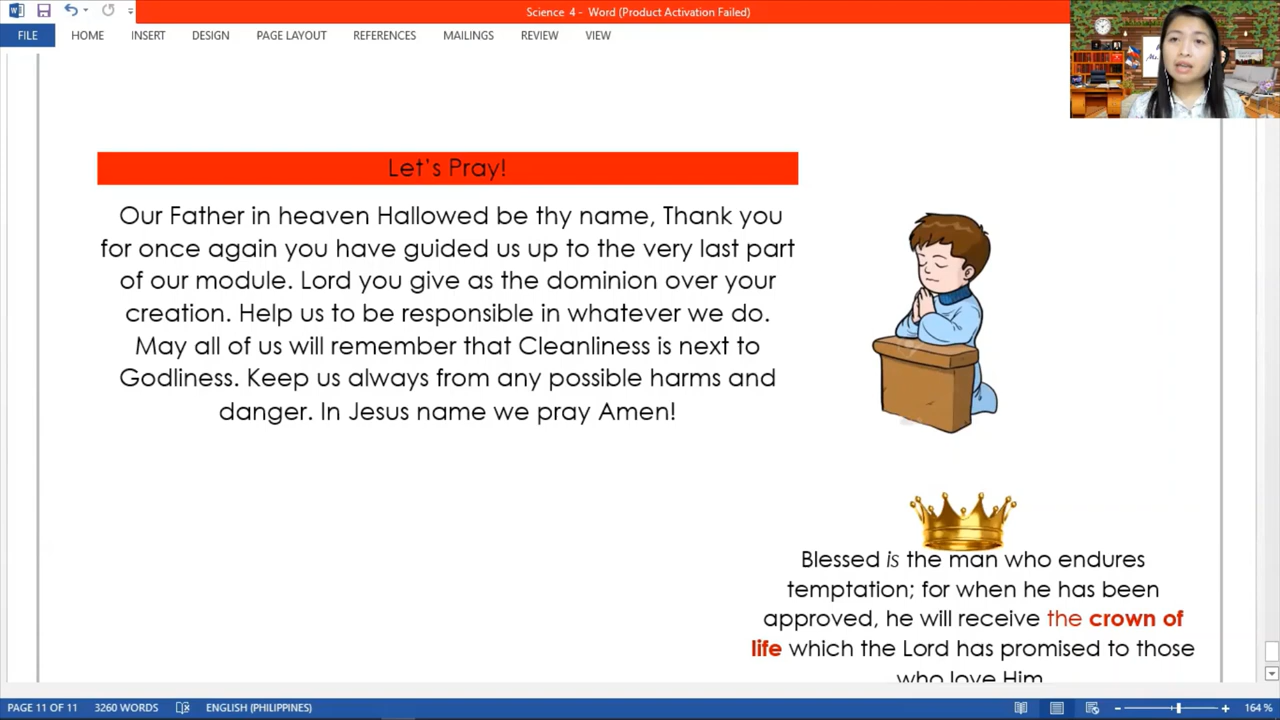 Science 4 - Word (Product Activation Failed)
FILE
HOME
INSERT
DESIGN
PAGE LAYOUT
REFERENCES
MAILINGS
REVIEW
VIEW
Let's Pray!
Our Father in heaven Hallowed be thy name, Thank you
for once again you have guided us up to the very last part
of our module. Lord you give as the dominion over your
creation. Help us to be responsible in whatever we do.
May all of us will remember that Cleanliness is next to
Godliness. Keep us always from any possible harms and
danger. In Jesus name we pray Amen!
Blessed is the man who endures
temptation; for when he has been
approved, he will receive the crown of
life which the Lord has promised to those
who love Him
PAGE 11 OF 11
3260 WORDS
ENGLISH (PHILIPPINES)
164 %